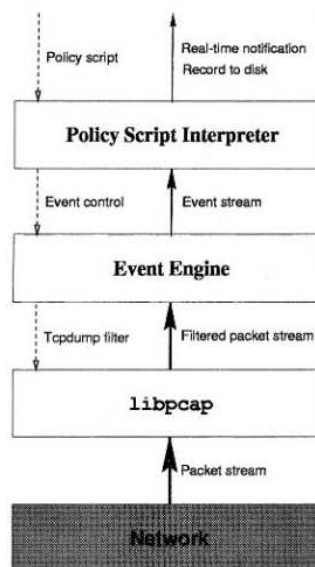 Real-time notification
Policy script
Record to disk
Policy Script Interpreter
Event control
Event stream
Event Engine
Tcpdump filter
Filtered packet stream
libpcap
Packet stream
Network